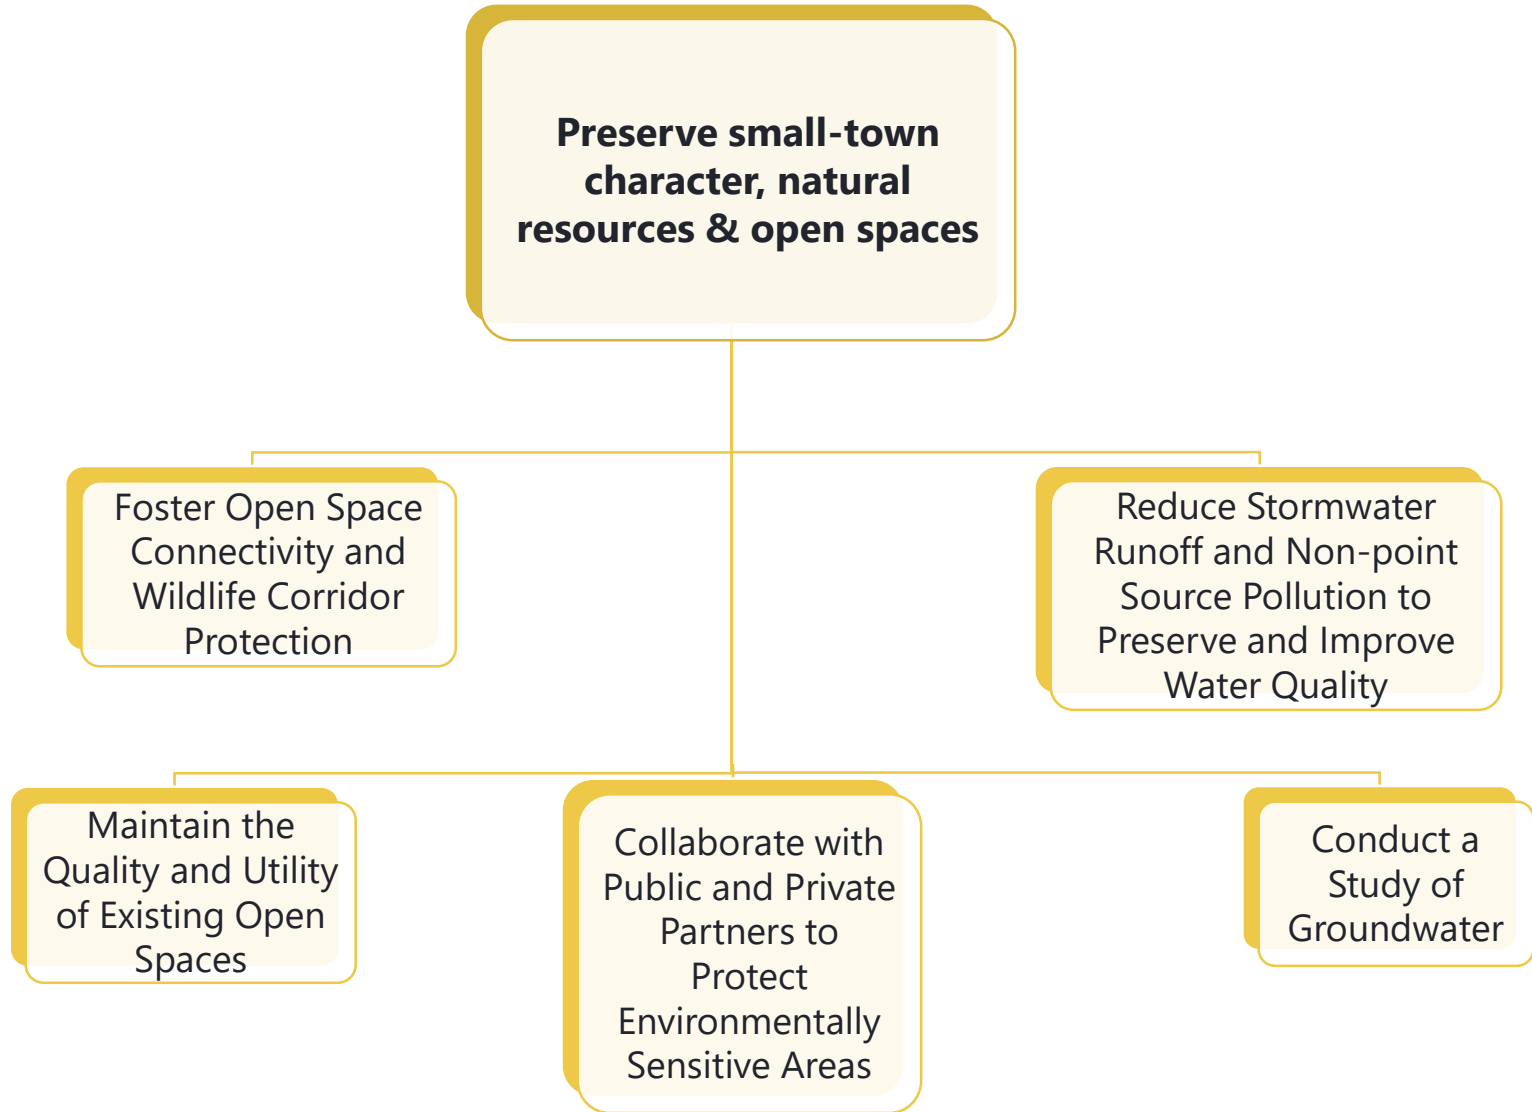 Preserve small-town
character, natural
resources & open spaces
Foster Open Space
Connectivity and
Wildlife Corridor
Protection
Reduce Stormwater
Runoff and Non-point
Source Pollution to
Preserve and Improve
Water Quality
Maintain the
Quality and Utility
of Existing Open
Spaces
Collaborate with
Public and Private
Partners to
Protect
Environmentally
Sensitive Areas
Conduct a
Study of
Groundwater